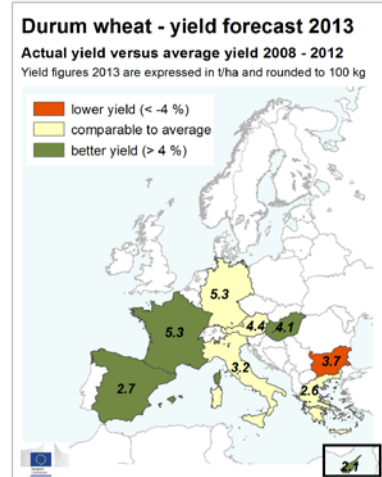 Durum wheat - yield forecast 2013
Actual yield versus average yield 2008 - 2012
Yield figures 2013 are expressed in t/ha and rounded to 100 kg
lower yield (< -4 %)
comparable to average
better yield (> 4 %)
5.3
4.4
4.1
5.3
3.2
3.7
2.7
2.6
2.1